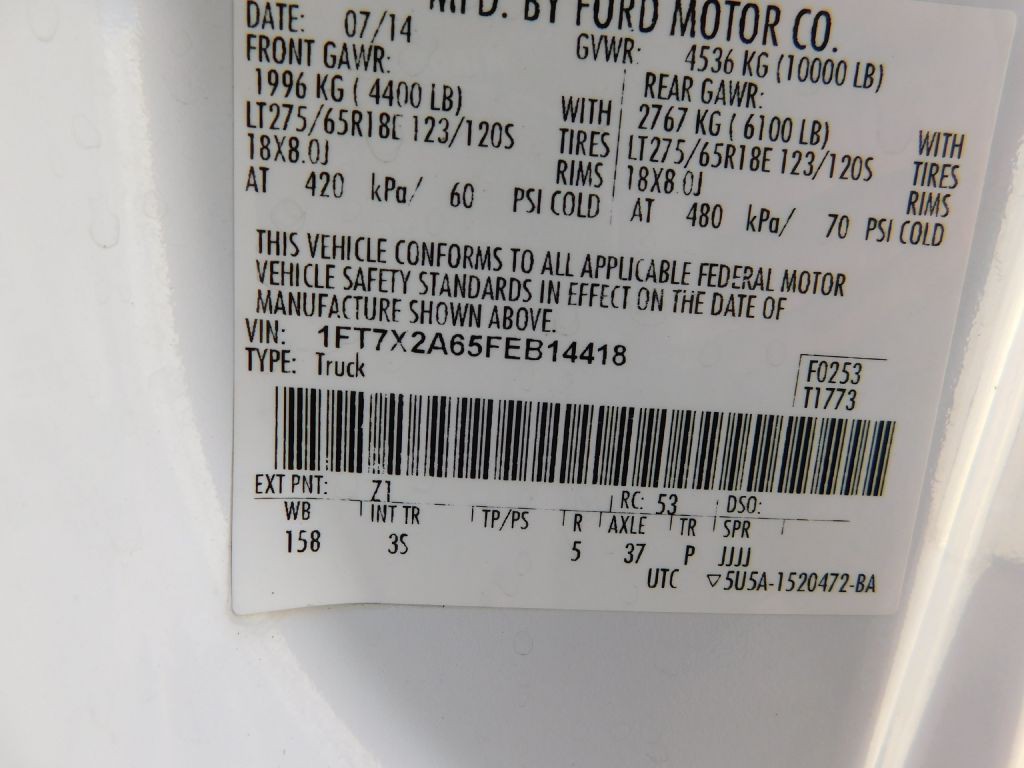 MFD. BY FORD MOTOR CO.
DATE: 07/14 GVWR: 4536 KG (10000 LB)
FRONT GAWR: REAR GAWR:
1996 KG ( 4400 LB) WITH 2767 KG ( 6100 LB) WITH
LT275/65R18E 123/120S TIRES LT275/65R18E 123/120S TIRES
18X8.0J RIMS 18X8.0J RIMS
AT 420 kPa/ 60 PSI COLD AT 480 kPa/ 70 PSI COLD
THIS VEHICLE CONFORMS TO ALL APPLICABLE FEDERAL MOTOR
VEHICLE SAFETY STANDARDS IN EFFECT ON THE DATE OF
MANUFACTURE SHOWN ABOVE.
VIN: 1FT7X2A65FEB14418
TYPE: Truck
F0253
T1773
EXT PNT: Z1 RC: 53 DSO:
WB INT TR TP/PS R AXLE TR SPR
158 3S 5 37 P JJJJ
UTC ▽5U5A-1520472-BA